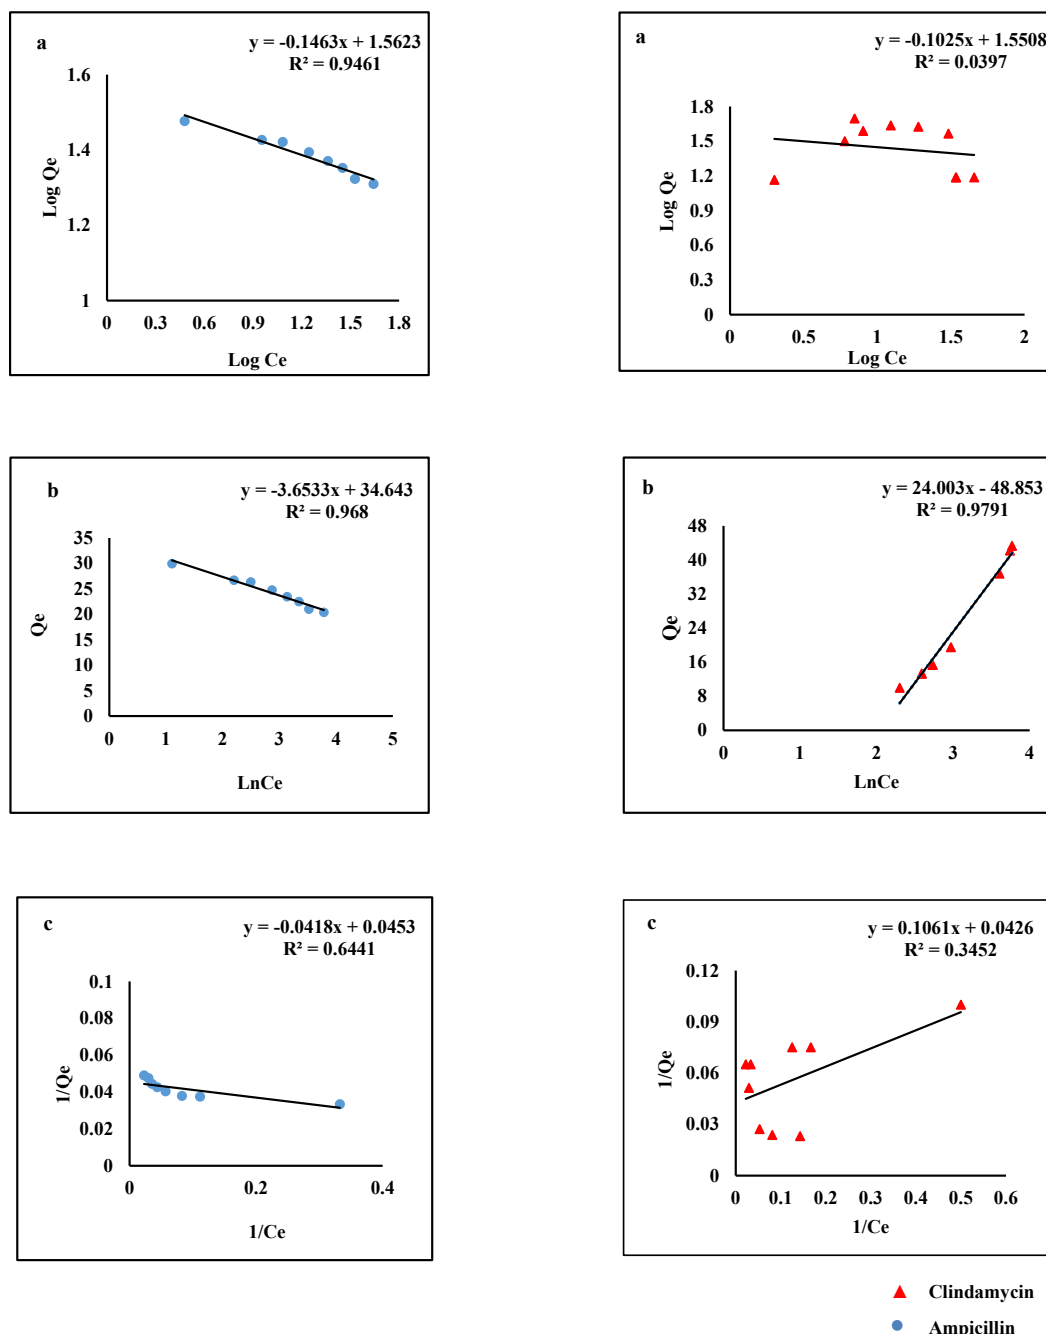 a
y = -0.1463x + 1.5623
R² = 0.9461
1.6
1.4
1.2
1
Log Qe
0 0.3 0.6 0.9 1.2 1.5 1.8
Log Ce
a
y = -0.1025x + 1.5508
R² = 0.0397
1.8
1.5
1.2
0.9
0.6
0.3
0
Log Qe
0 0.5 1 1.5 2
Log Ce
b
y = -3.6533x + 34.643
R² = 0.968
35
30
25
20
15
10
5
0
Qe
0 1 2 3 4 5
LnCe
b
y = 24.003x - 48.853
R² = 0.9791
48
40
32
24
16
8
0
Qe
0 1 2 3 4
LnCe
c
y = -0.0418x + 0.0453
R² = 0.6441
0.1
0.08
0.06
0.04
0.02
0
1/Qe
0 0.2 0.4
1/Ce
c
y = 0.1061x + 0.0426
R² = 0.3452
0.12
0.09
0.06
0.03
0
1/Qe
0 0.1 0.2 0.3 0.4 0.5 0.6
1/Ce
Clindamycin
Ampicillin